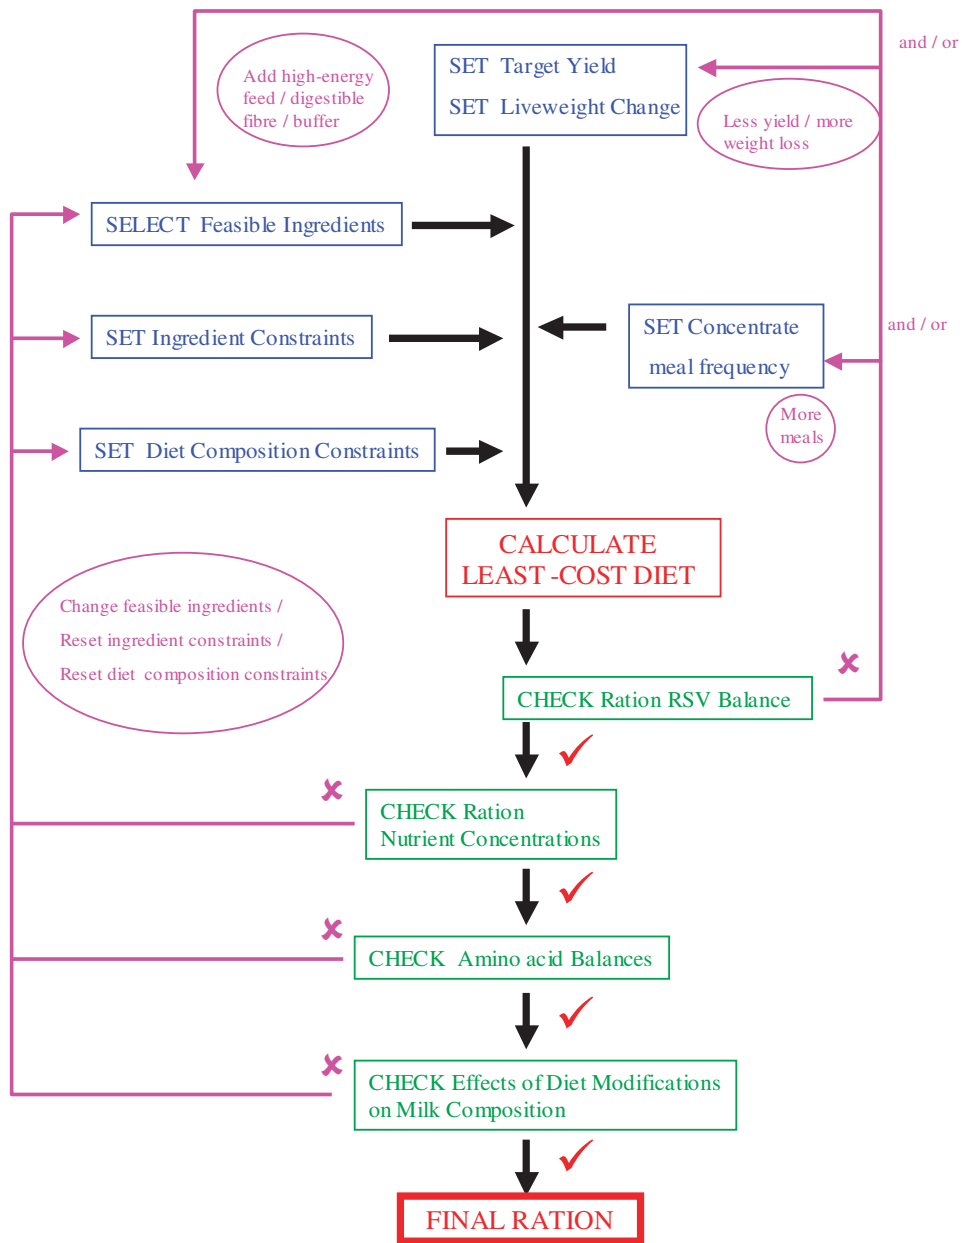 and / or
SET Target Yield
SET Liveweight Change
Add high-energy
feed / digestible
fibre / buffer
Less yield / more
weight loss
SELECT Feasible Ingredients
SET Ingredient Constraints
SET Concentrate
meal frequency
and / or
More
meals
SET Diet Composition Constraints
CALCULATE
LEAST -COST DIET
Change feasible ingredients /
Reset ingredient constraints /
Reset diet composition constraints
✘
CHECK Ration RSV Balance
✓
✘
CHECK Ration
Nutrient Concentrations
✓
✘
CHECK Amino acid Balances
✓
✘
CHECK Effects of Diet Modifications
on Milk Composition
✓
FINAL RATION